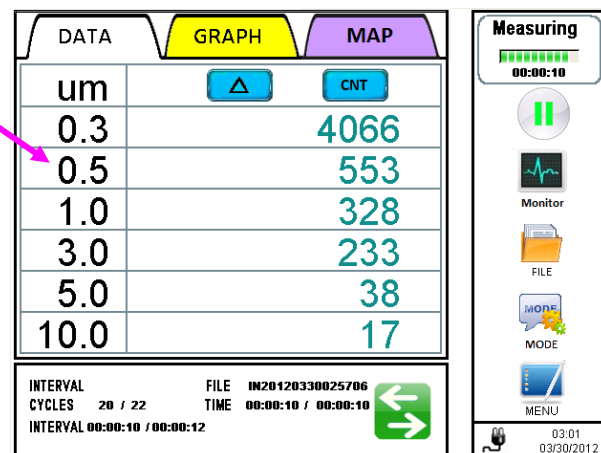 DATA GRAPH MAP
um Δ CNT
0.3 4066
0.5 553
1.0 328
3.0 233
5.0 38
10.0 17
INTERVAL FILE IN20120330025706
CYCLES 20 / 22 TIME 00:00:10 / 00:00:10
INTERVAL 00:00:10 / 00:00:12
Measuring
00:00:10
Monitor
FILE
MODE
MODE
MENU
03:01
03/30/2012